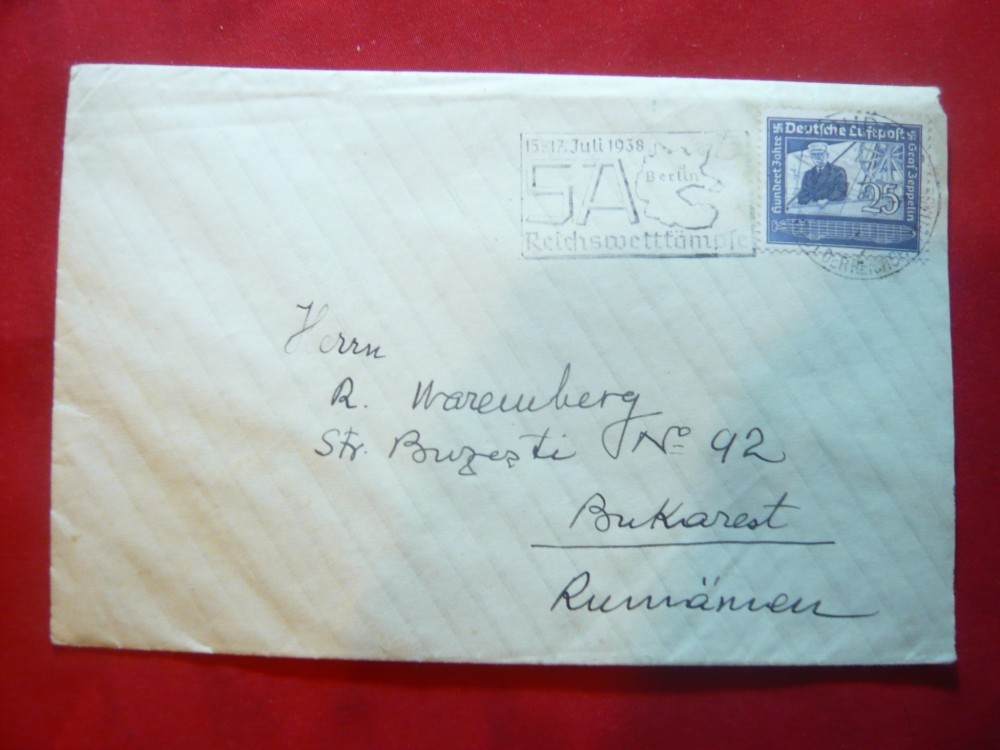 15.-17. Juli 1938
SA
Berlin
Reichswettkämpfe
Deutsche Luftpost
Hundert Jahre
Graf Zeppelin
25
Herrn
R. Waremberg
Str. Buzeşti No 92
Bukarest
Rumänien